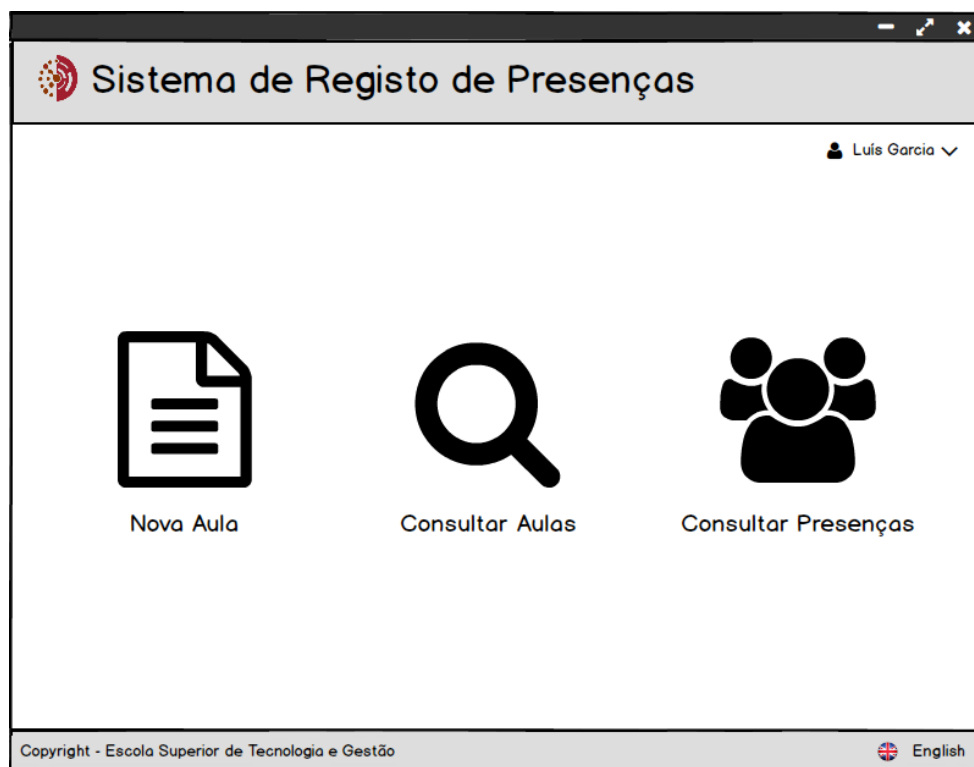 Sistema de Registo de Presenças
Luís Garcia
Nova Aula
Consultar Aulas
Consultar Presenças
Copyright - Escola Superior de Tecnologia e Gestão
English